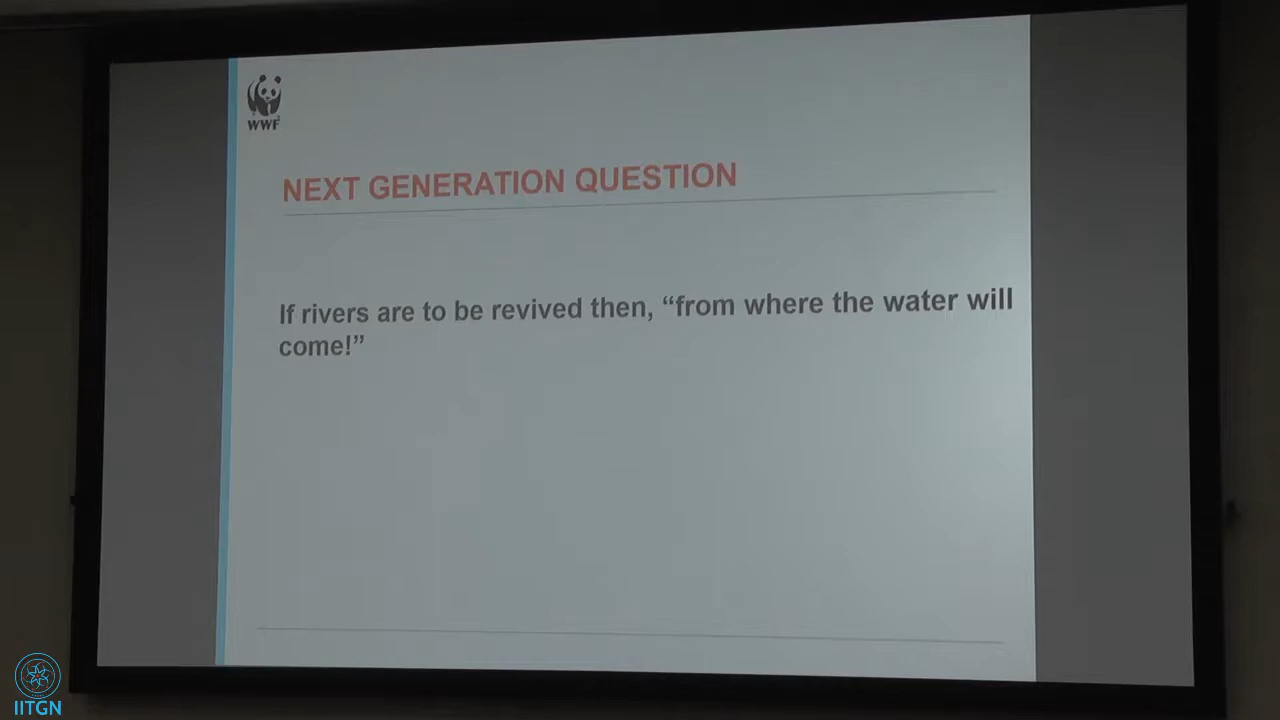 WWF
NEXT GENERATION QUESTION
If rivers are to be revived then, “from where the water will
come!”
IITGN